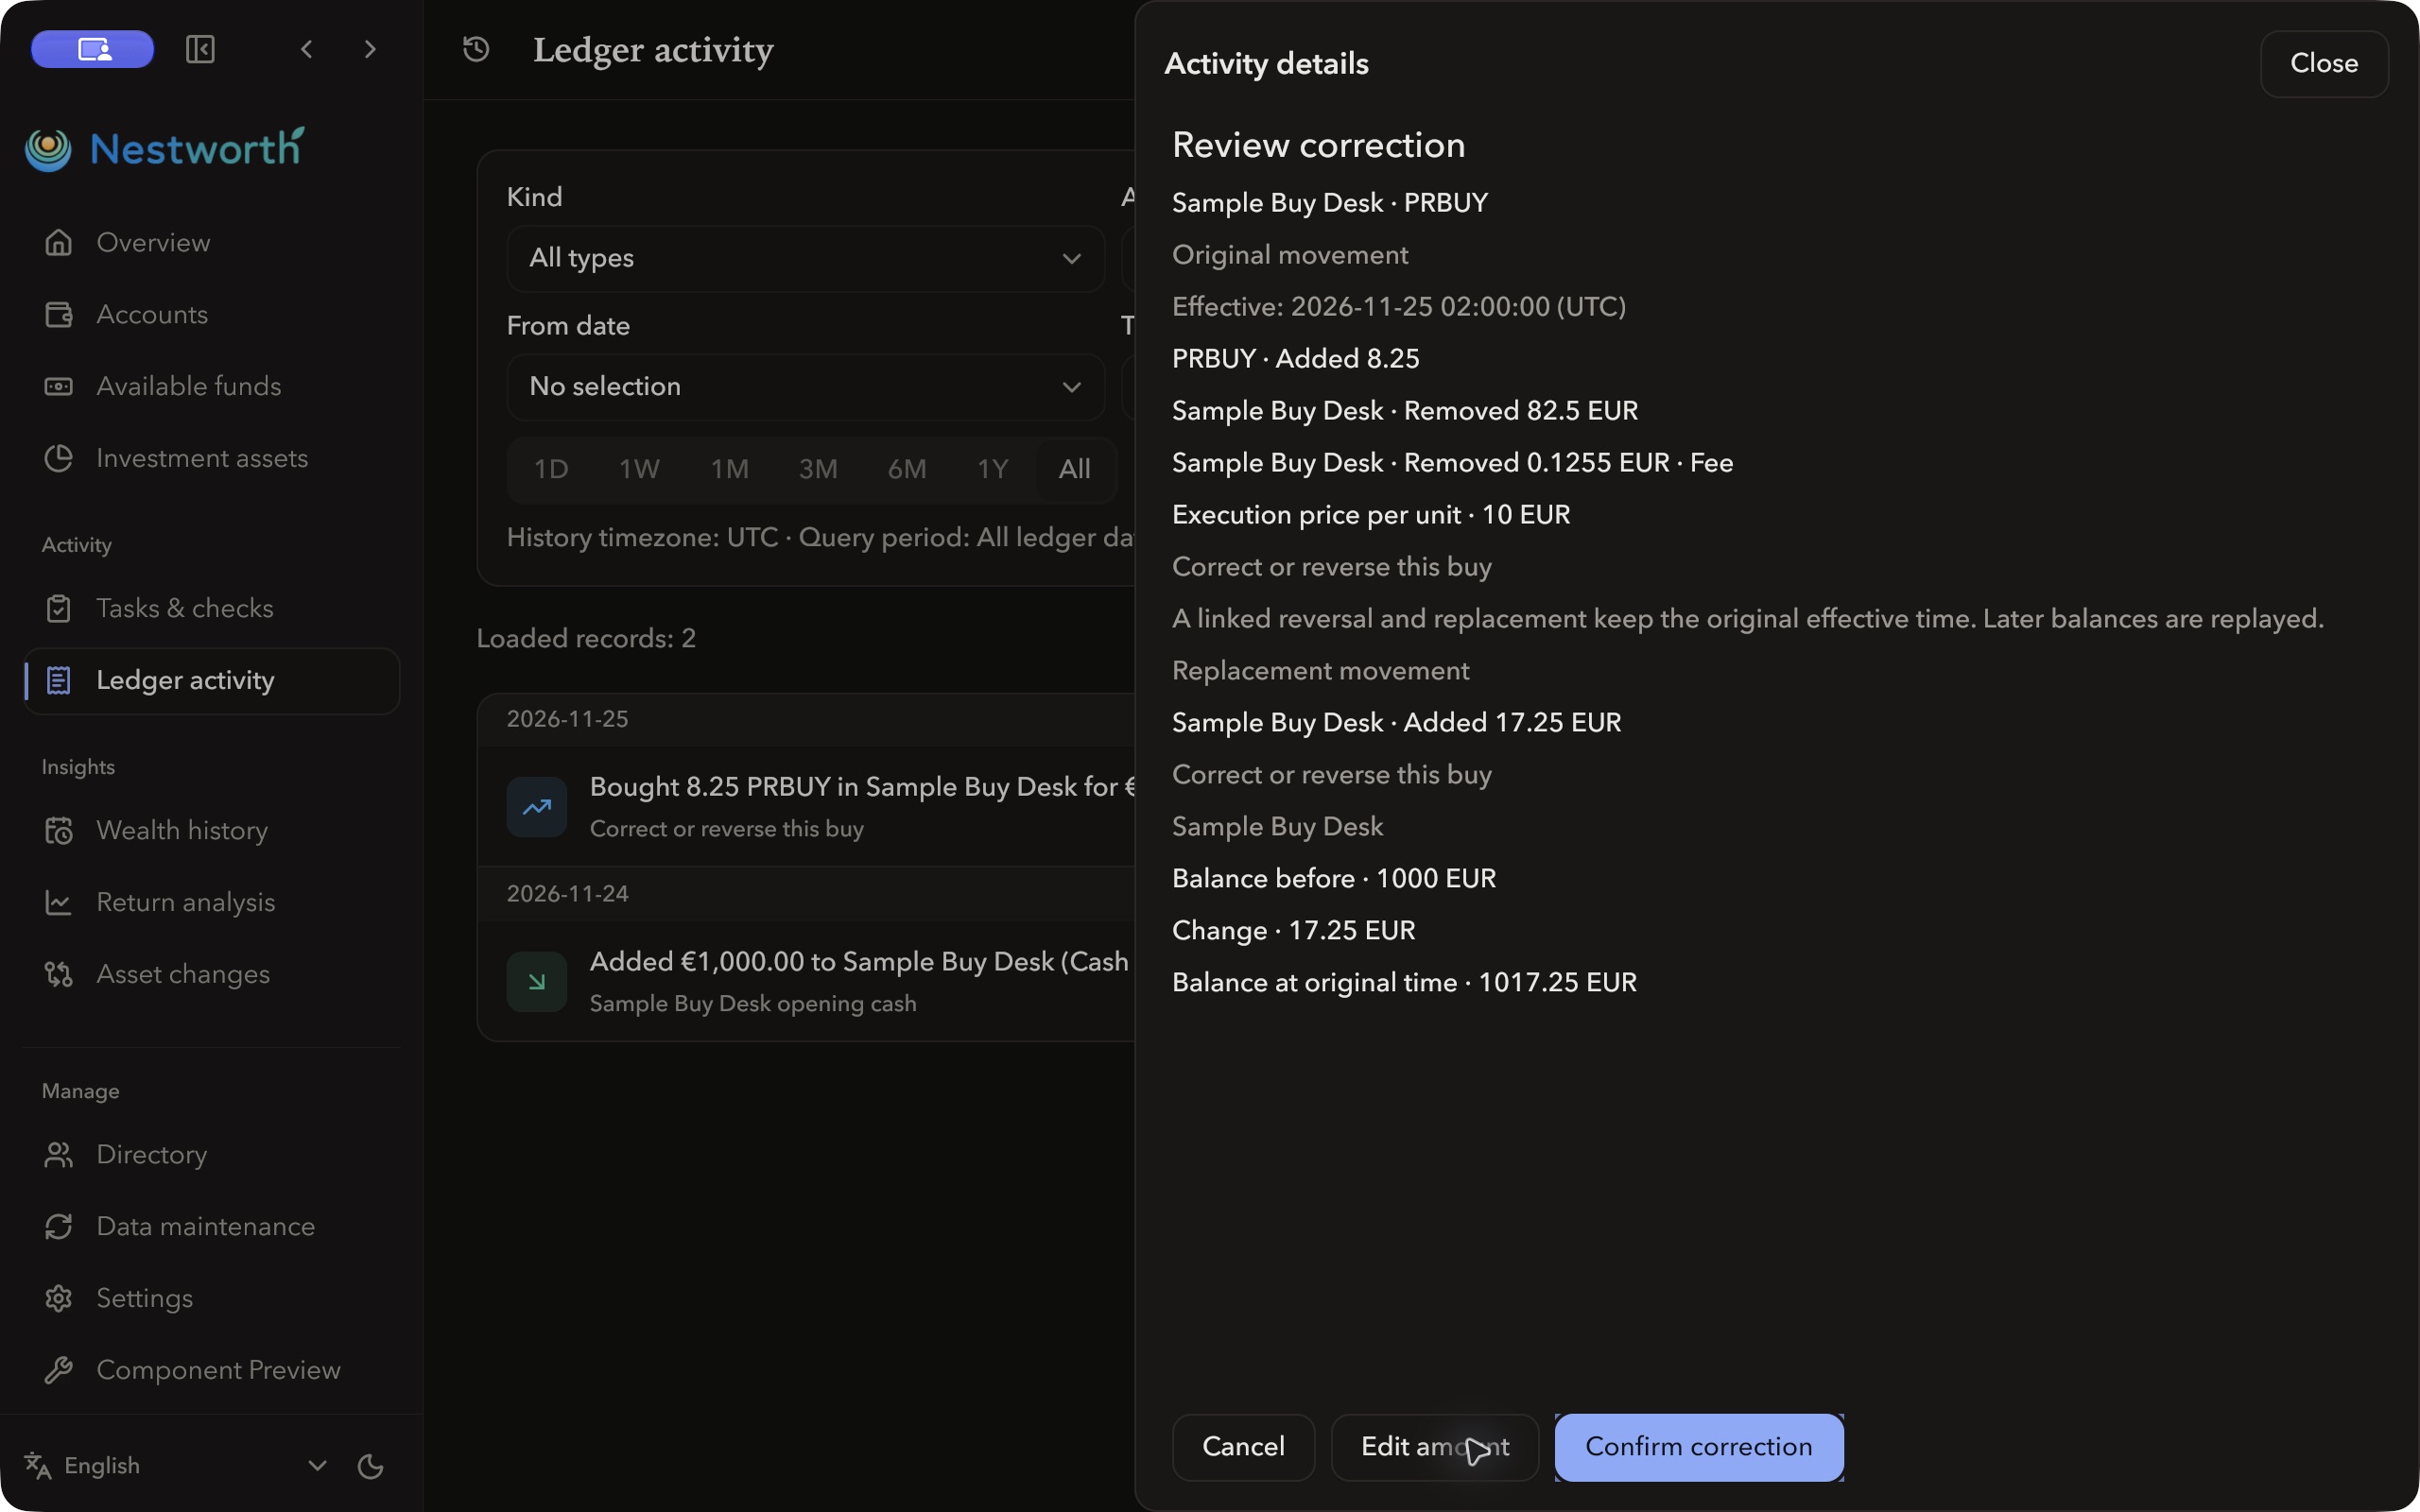 Ledger activity
Nestworth
Overview
Accounts
Available funds
Investment assets
Activity
Tasks & checks
Ledger activity
Insights
Wealth history
Return analysis
Asset changes
Manage
Directory
Data maintenance
Settings
Component Preview
English
Kind
All types
From date
No selection
1D 1W 1M 3M 6M 1Y All
History timezone: UTC · Query period: All ledger
Loaded records: 2
2026-11-25
Bought 8.25 PRBUY in Sample Buy Desk for €
Correct or reverse this buy
2026-11-24
Added €1,000.00 to Sample Buy Desk (Cash
Sample Buy Desk opening cash
Activity details
Close
Review correction
Sample Buy Desk · PRBUY
Original movement
Effective: 2026-11-25 02:00:00 (UTC)
PRBUY · Added 8.25
Sample Buy Desk · Removed 82.5 EUR
Sample Buy Desk · Removed 0.1255 EUR · Fee
Execution price per unit · 10 EUR
Correct or reverse this buy
A linked reversal and replacement keep the original effective time. Later balances are replayed.
Replacement movement
Sample Buy Desk · Added 17.25 EUR
Correct or reverse this buy
Sample Buy Desk
Balance before · 1000 EUR
Change · 17.25 EUR
Balance at original time · 1017.25 EUR
Cancel
Edit amount
Confirm correction